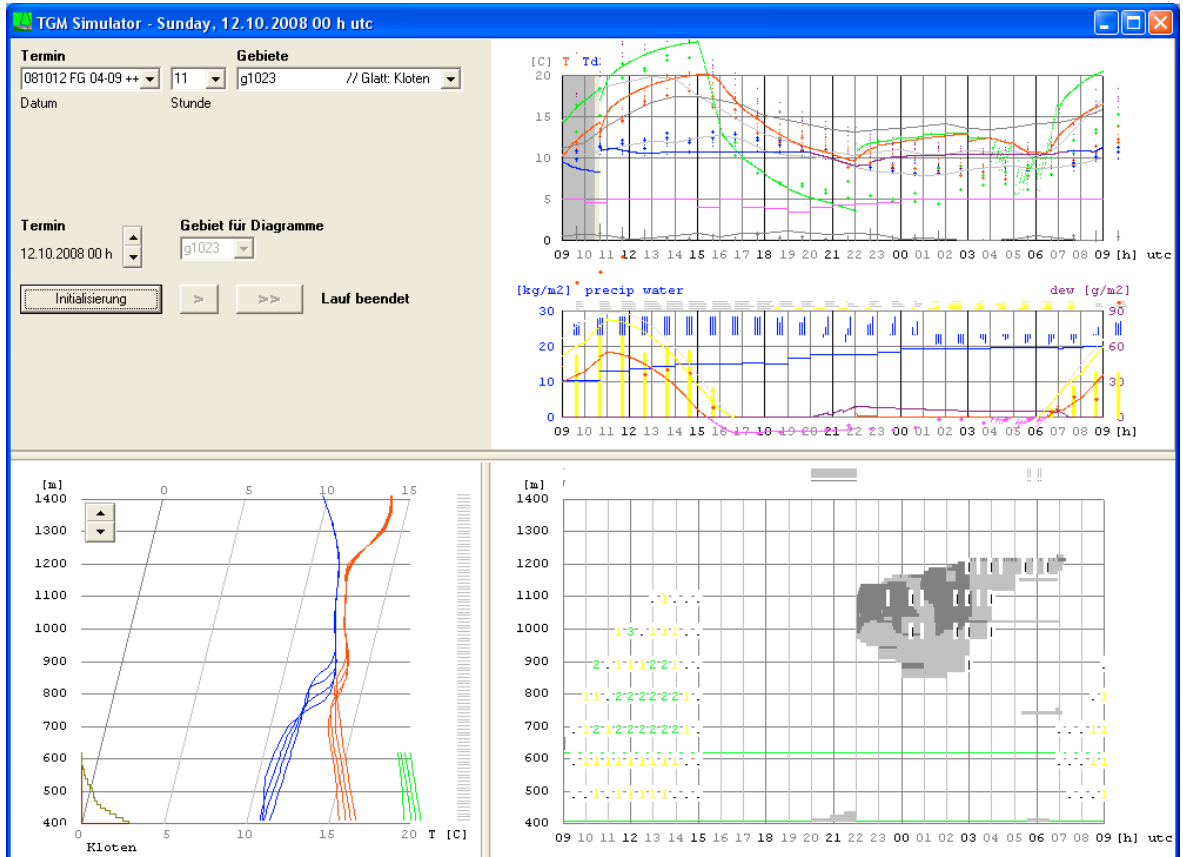 TGM Simulator - Sunday, 12.10.2008 00 h utc
Termin Gebiete
081012 FG 04-09 ++ 11 g1023 // Glatt: Kloten
Datum Stunde
Termin Gebiet für Diagramme
12.10.2008 00 h g1023
Initialisierung > >> Lauf beendet
[C] T Td
20
15
10
5
0
09 10 11 12 13 14 15 16 17 18 19 20 21 22 23 00 01 02 03 04 05 06 07 08 09 [h] utc
[kg/m2] precip water dew [g/m2]
30 90
20 60
10 30
0 0
09 10 11 12 13 14 15 16 17 18 19 20 21 22 23 00 01 02 03 04 05 06 07 08 09 [h]
[m]
0 5 10 15
1400
1300
1200
1100
1000
900
800
700
600
500
400
0 5 10 15 20 T [C]
Kloten
[m]
1400
1300
1200
1100
1000
900
800
700
600
500
400
09 10 11 12 13 14 15 16 17 18 19 20 21 22 23 00 01 02 03 04 05 06 07 08 09 [h] utc